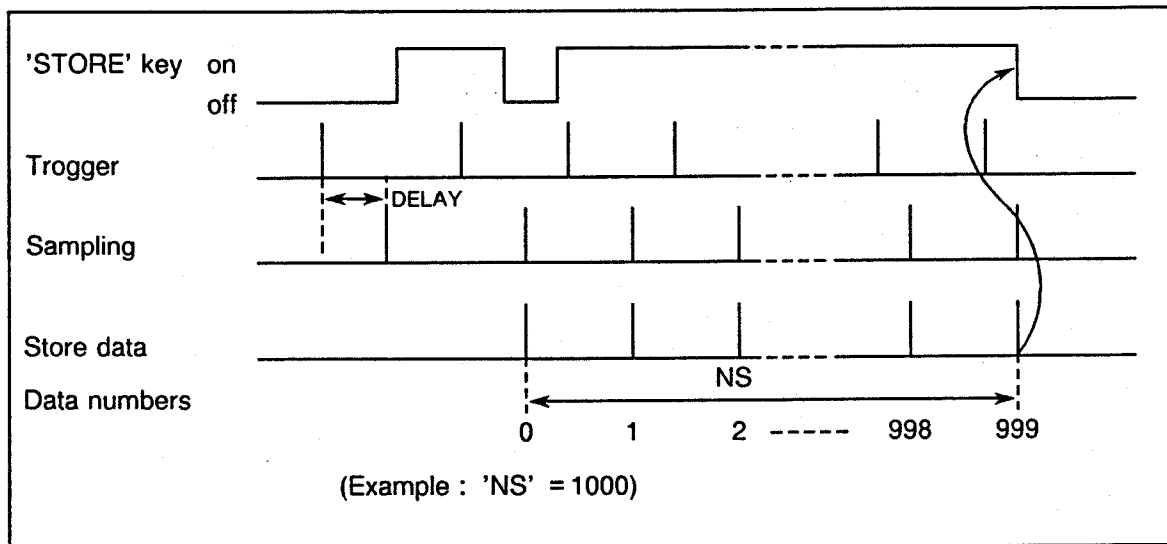 'STORE' key on
off
Trogger
DELAY
Sampling
Store data
NS
Data numbers
0 1 2 ------ 998 999
(Example : 'NS' = 1000)